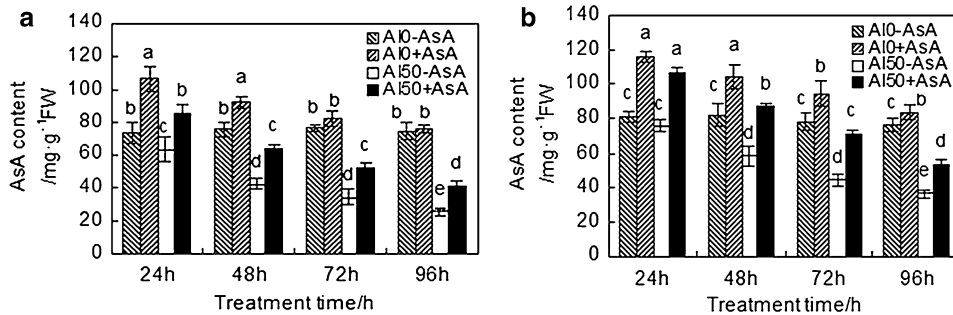 a
AsA content
/mg·g⁻¹FW
140
120
100
80
60
40
20
0
Al0-AsA
Al0+AsA
Al50-AsA
Al50+AsA
b a c b
b a d c
b b d c
b b e d
24h 48h 72h 96h
Treatment time/h
b
AsA content
/mg·g⁻¹FW
140
120
100
80
60
40
20
0
Al0-AsA
Al0+AsA
Al50-AsA
Al50+AsA
c a c a
c a d b
c b d c
c b e d
24h 48h 72h 96h
Treatment time/h